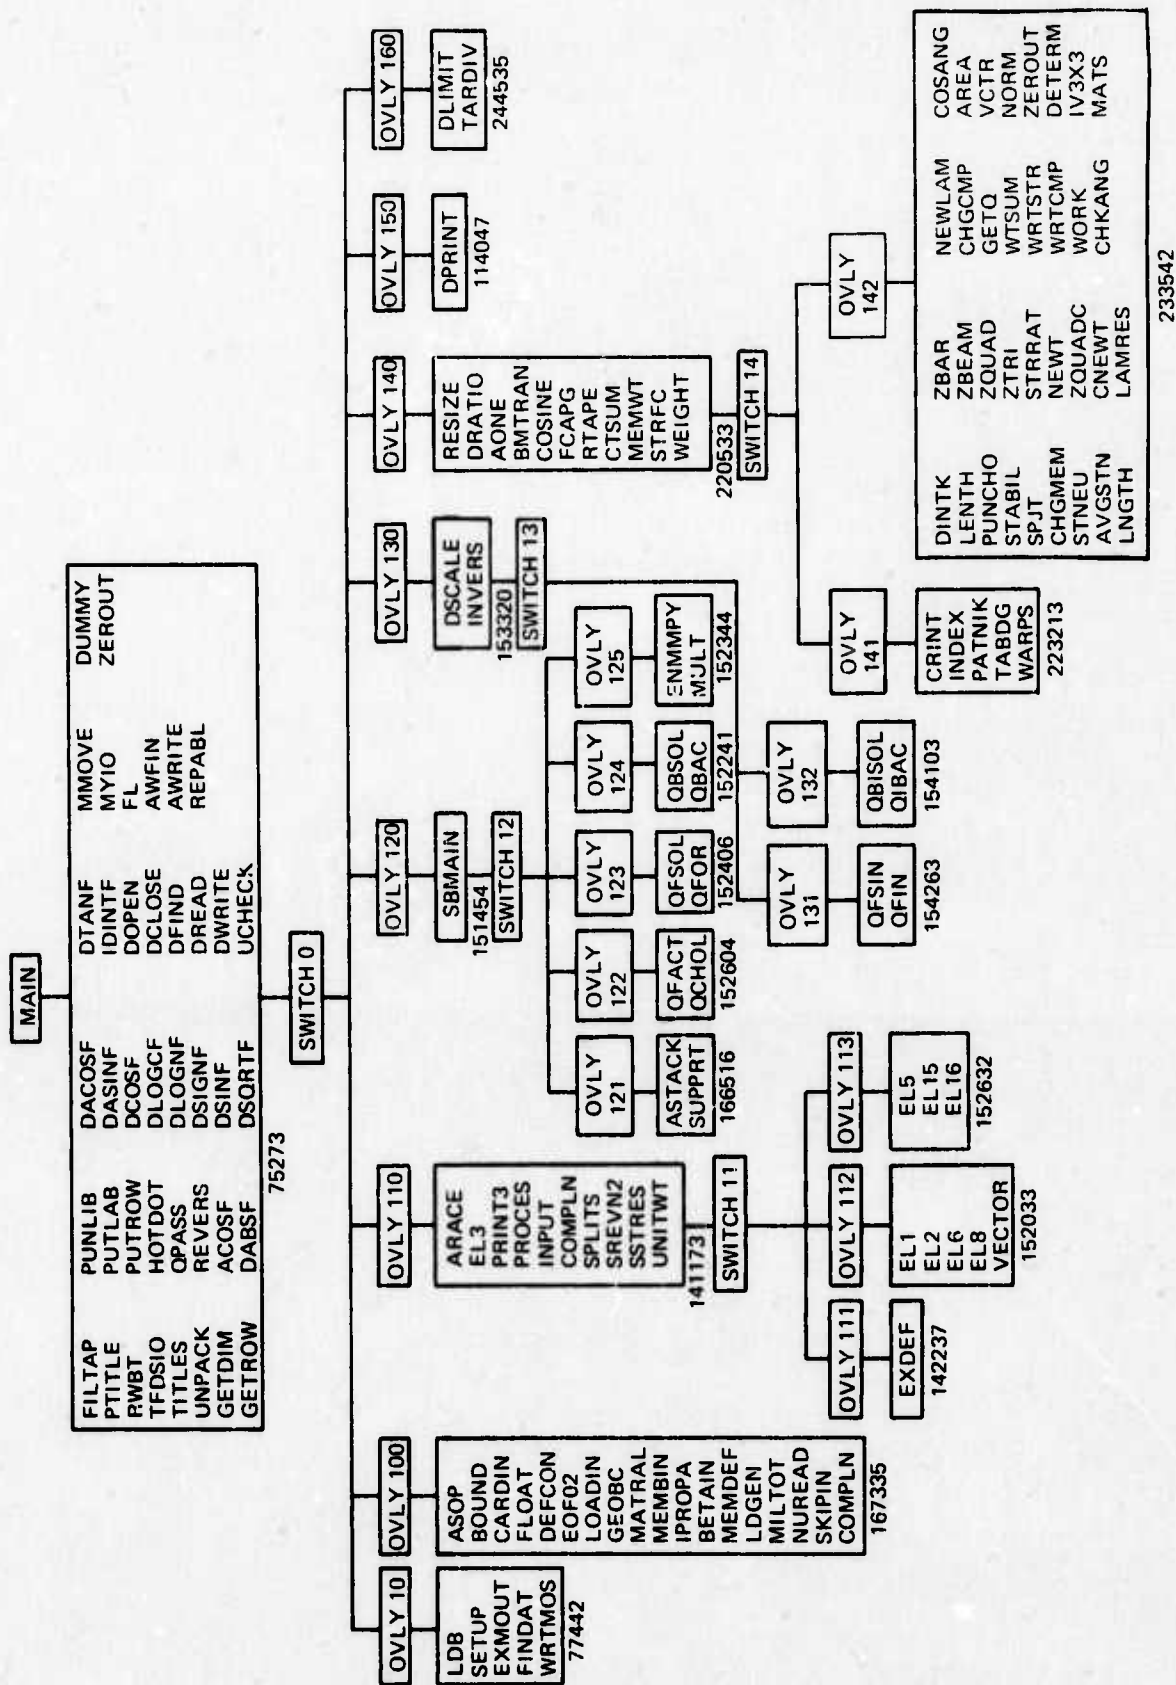 MAIN
FILTAP PUNLIB DACOSF DTANF MMOVE DUMMY
PTITLE PUTLAB DASINF IDINTF MYIO ZEROUT
RWBT PUTROW DCOSF DOPEN FL
TFDSIO HOTDOT DLOGCF DCLOSE AWFIN
TITLES QPASS DLOGNF DFIND AWRITE
UNPACK REVERS DSIGNF DREAD REPABL
GETDIM ACOSF DSINF DWRITE
GETROW DABSF DSQRTF UCHECK
75273
SWITCH 0
OVLY 10
LDB
SETUP
EXMOUT
FINDAT
WRTMOS
77442
OVLY 100
ASOP
BOUND
CARDIN
FLOAT
DEFCON
EOF02
LOADIN
GEOBC
MATRAL
MEMBIN
IPROPA
BETAIN
MEMDEF
LDGEN
MILTOT
NUREAD
SKIPIN
COMPLN
167335
OVLY 110
ARACE
EL3
PRINT3
PROCES
INPUT
COMPLN
SPLITS
SREVN2
SSTRES
UNITWT
141173
SWITCH 11
OVLY 111
EXDEF
142237
OVLY 112
EL1
EL2
EL6
EL8
VECTOR
152033
OVLY 113
EL5
EL15
EL16
152632
OVLY 120
SBMAIN
151454
SWITCH 12
OVLY
121
ASTACK
SUPPRT
166516
OVLY
122
QFACT
QCHOL
152604
OVLY
123
QFSOL
QFOR
152406
OVLY
124
QBSOL
QBAC
152241
OVLY
125
ENMMPY
MULT
152344
OVLY 130
DSCALE
INVERS
153320
SWITCH 13
OVLY
131
QFSIN
QFIN
154263
OVLY
132
QBISOL
QIBAC
154103
OVLY 140
RESIZE
DRATIO
AONE
BMTRAN
COSINE
FCAPG
RTAPE
CTSUM
MEMWT
STRFC
WEIGHT
220533
SWITCH 14
OVLY
141
CRINT
INDEX
PATNIK
TABDG
WARPS
223213
OVLY
142
DINTK ZBAR NEWLAM COSANG
LENTH ZBEAM CHGCMP AREA
PUNCHO ZQUAD GETQ VCTR
STABIL ZTRI WTSUM NORM
SPJT STRRAT WRTSTR ZEROUT
CHGMEM NEWT WRTCMP DETERM
STNEU ZQUADC WORK IV3X3
AVGSTN CNEWT CHKANG MATS
LNGTH LAMRES
233542
OVLY 150
DPRINT
114047
OVLY 160
DLIMIT
TARDIV
244535